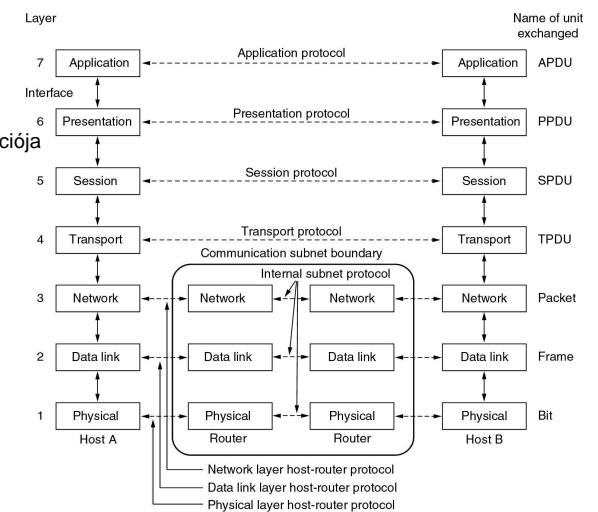 Layer
Name of unit
exchanged
7 Application Application protocol Application APDU
Interface
6 Presentation Presentation protocol Presentation PPDU
ciója
5 Session Session protocol Session SPDU
4 Transport Transport protocol Transport TPDU
Communication subnet boundary
Internal subnet protocol
3 Network Network Network Network Packet
2 Data link Data link Data link Data link Frame
1 Physical Physical Physical Physical Bit
Host A Router Router Host B
Network layer host-router protocol
Data link layer host-router protocol
Physical layer host-router protocol